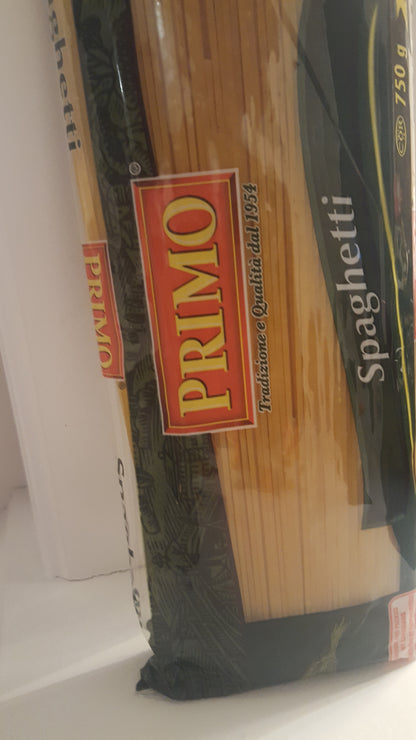 PRIMO
Tradizione e Qualità dal 1954
Spaghetti
750 g
ghetti
PRIMO